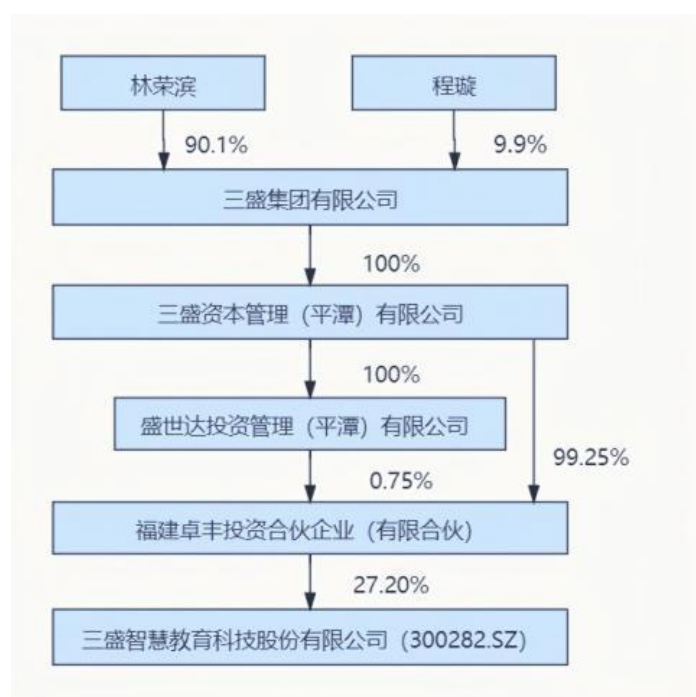 林荣滨
程璇
90.1%
9.9%
三盛集团有限公司
100%
三盛资本管理（平潭）有限公司
100%
盛世达投资管理（平潭）有限公司
99.25%
0.75%
福建卓丰投资合伙企业（有限合伙）
27.20%
三盛智慧教育科技股份有限公司（300282.SZ）